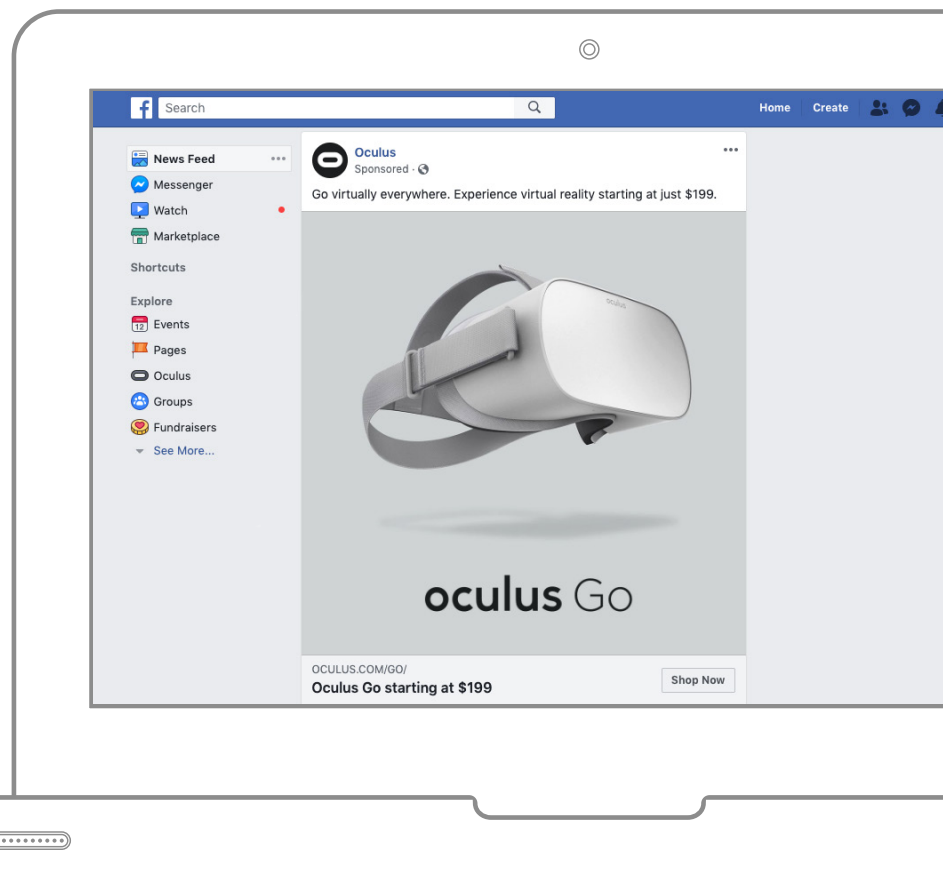 f
Search
Home
Create
News Feed
Messenger
Watch
Marketplace
Shortcuts
Explore
12
Events
Pages
Oculus
Groups
Fundraisers
See More...
Oculus
Sponsored ·
Go virtually everywhere. Experience virtual reality starting at just $199.
oculus
oculus Go
OCULUS.COM/GO/
Oculus Go starting at $199
Shop Now